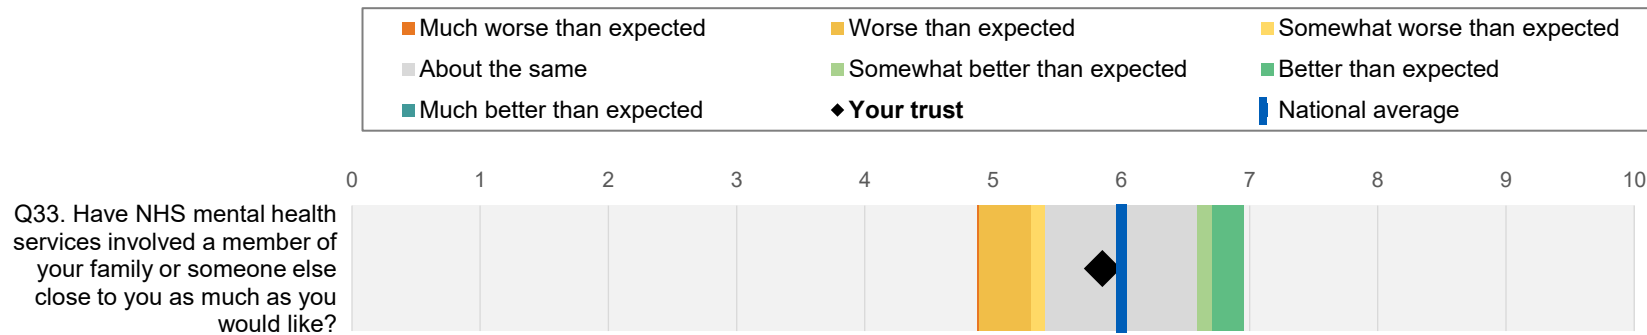 Much worse than expected
Worse than expected
Somewhat worse than expected
About the same
Somewhat better than expected
Better than expected
Much better than expected
Your trust
National average
0 1 2 3 4 5 6 7 8 9 10
Q33. Have NHS mental health
services involved a member of
your family or someone else
close to you as much as you
would like?